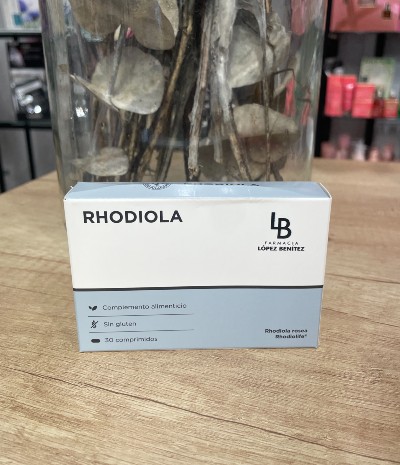 RHODIOLA
LB
FARMACIA
LÓPEZ BENÍTEZ
Complemento alimenticio
Sin gluten
30 comprimidos
Rhodiola rosea
Rhodiolife®